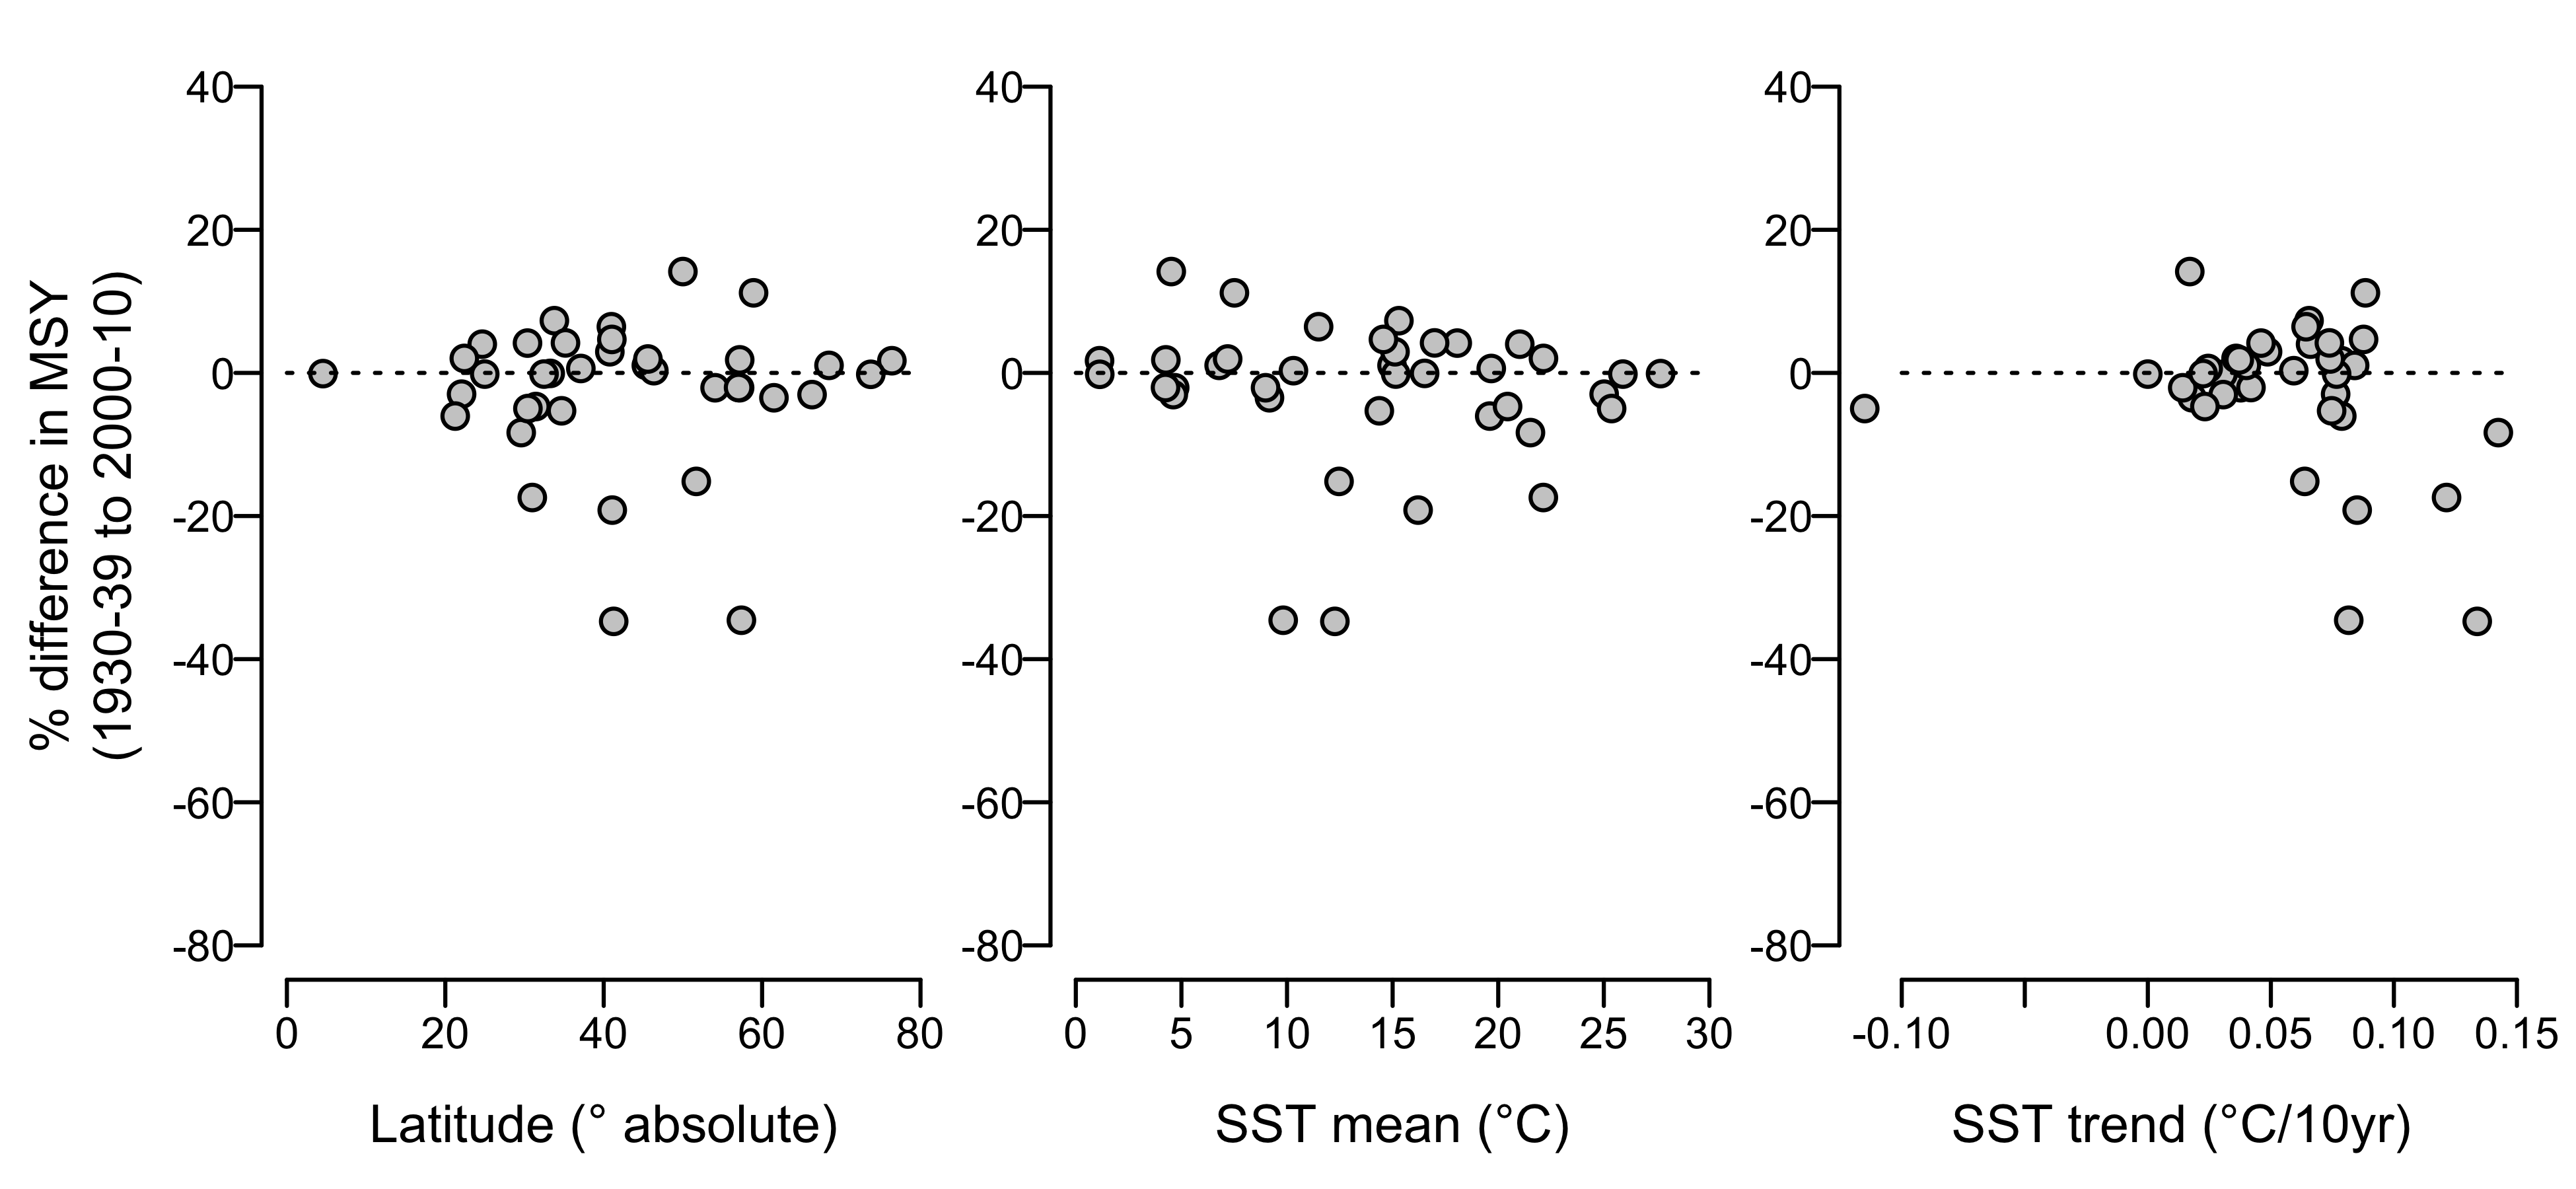 % difference in MSY
(1930-39 to 2000-10)
40
20
0
-20
-40
-60
-80
0 20 40 60 80
Latitude (° absolute)
40
20
0
-20
-40
-60
-80
0 5 10 15 20 25 30
SST mean (°C)
40
20
0
-20
-40
-60
-80
-0.10 0.00 0.05 0.10 0.15
SST trend (°C/10yr)